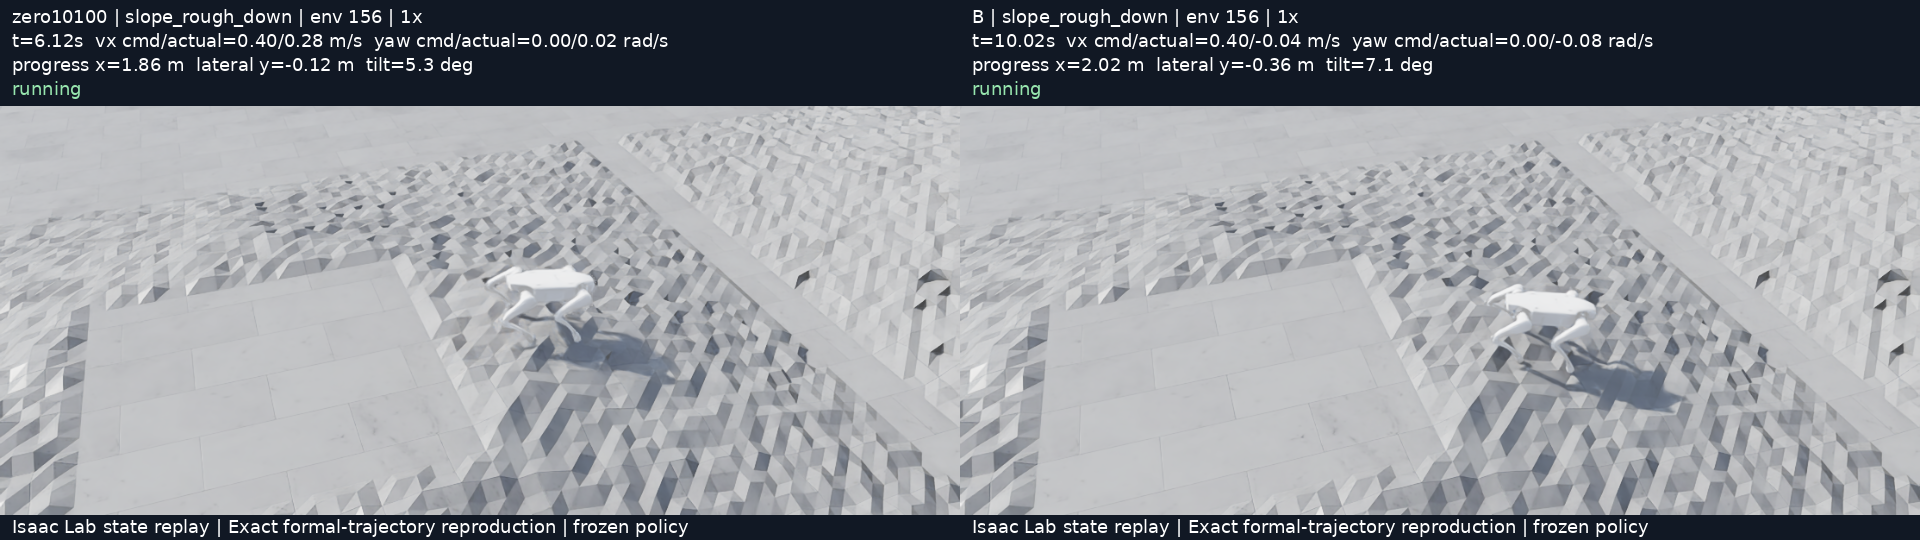 zero10100 | slope_rough_down | env 156 | 1x
t=6.12s  vx cmd/actual=0.40/0.28 m/s  yaw cmd/actual=0.00/0.02 rad/s
progress x=1.86 m  lateral y=-0.12 m  tilt=5.3 deg
running
Isaac Lab state replay | Exact formal-trajectory reproduction | frozen policy
B | slope_rough_down | env 156 | 1x
t=10.02s  vx cmd/actual=0.40/-0.04 m/s  yaw cmd/actual=0.00/-0.08 rad/s
progress x=2.02 m  lateral y=-0.36 m  tilt=7.1 deg
running
Isaac Lab state replay | Exact formal-trajectory reproduction | frozen policy